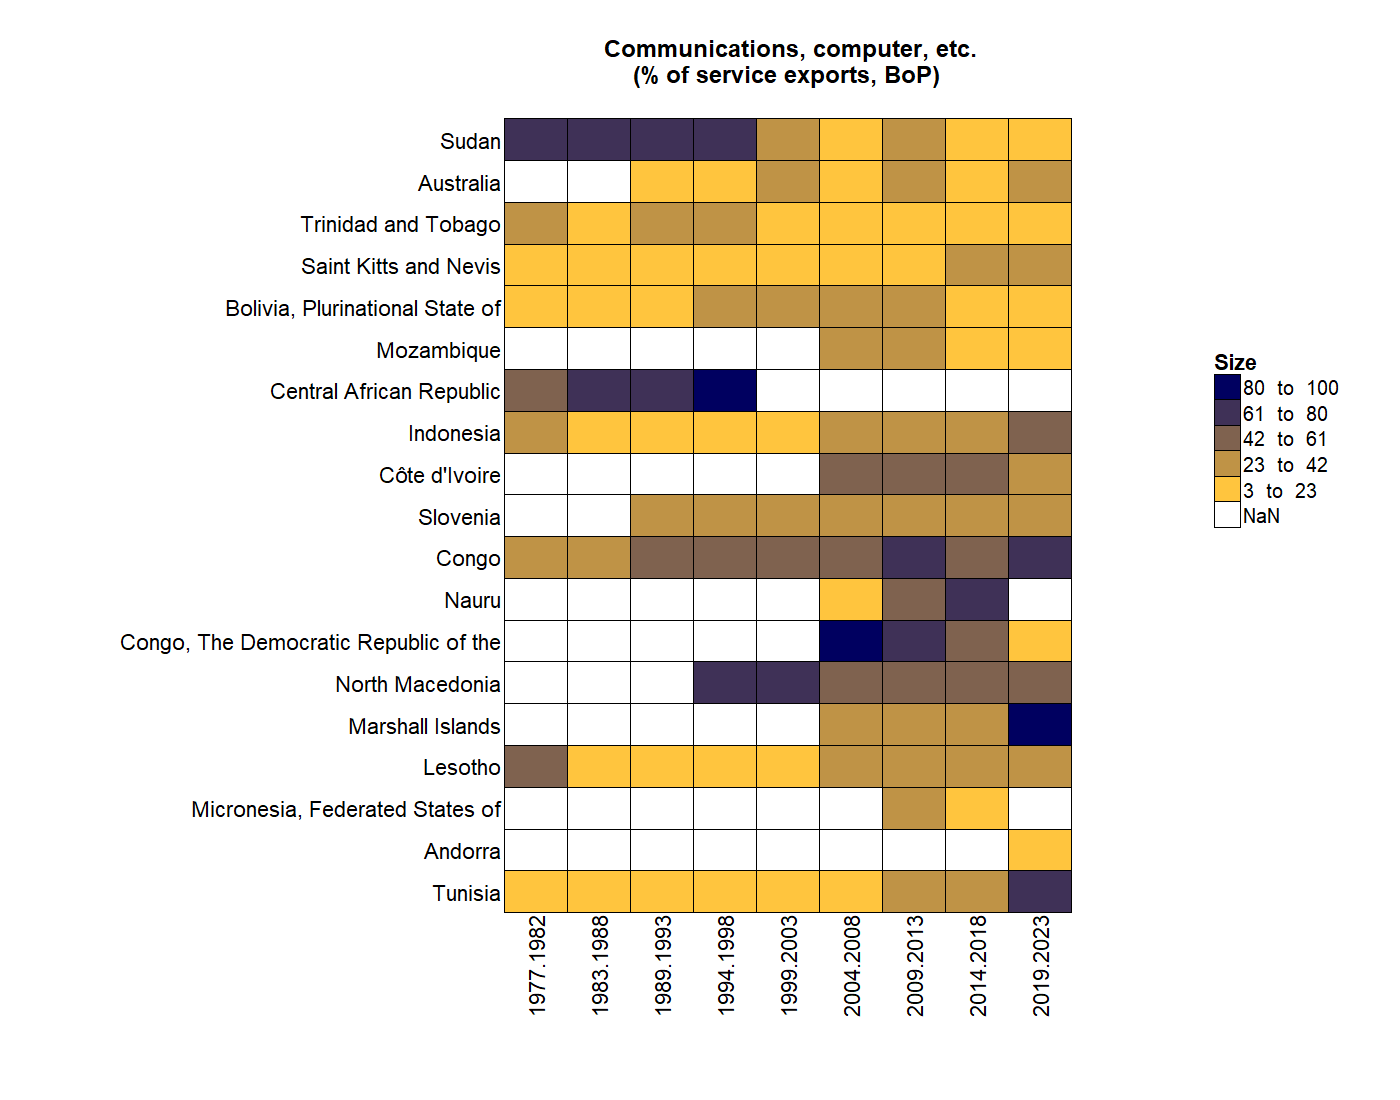 Communications, computer, etc.
(% of service exports, BoP)
Sudan
Australia
Trinidad and Tobago
Saint Kitts and Nevis
Bolivia, Plurinational State of
Mozambique
Central African Republic
Indonesia
Côte d'Ivoire
Slovenia
Congo
Nauru
Congo, The Democratic Republic of the
North Macedonia
Marshall Islands
Lesotho
Micronesia, Federated States of
Andorra
Tunisia
1977.1982
1983.1988
1989.1993
1994.1998
1999.2003
2004.2008
2009.2013
2014.2018
2019.2023
Size
80 to 100
61 to 80
42 to 61
23 to 42
3 to 23
NaN